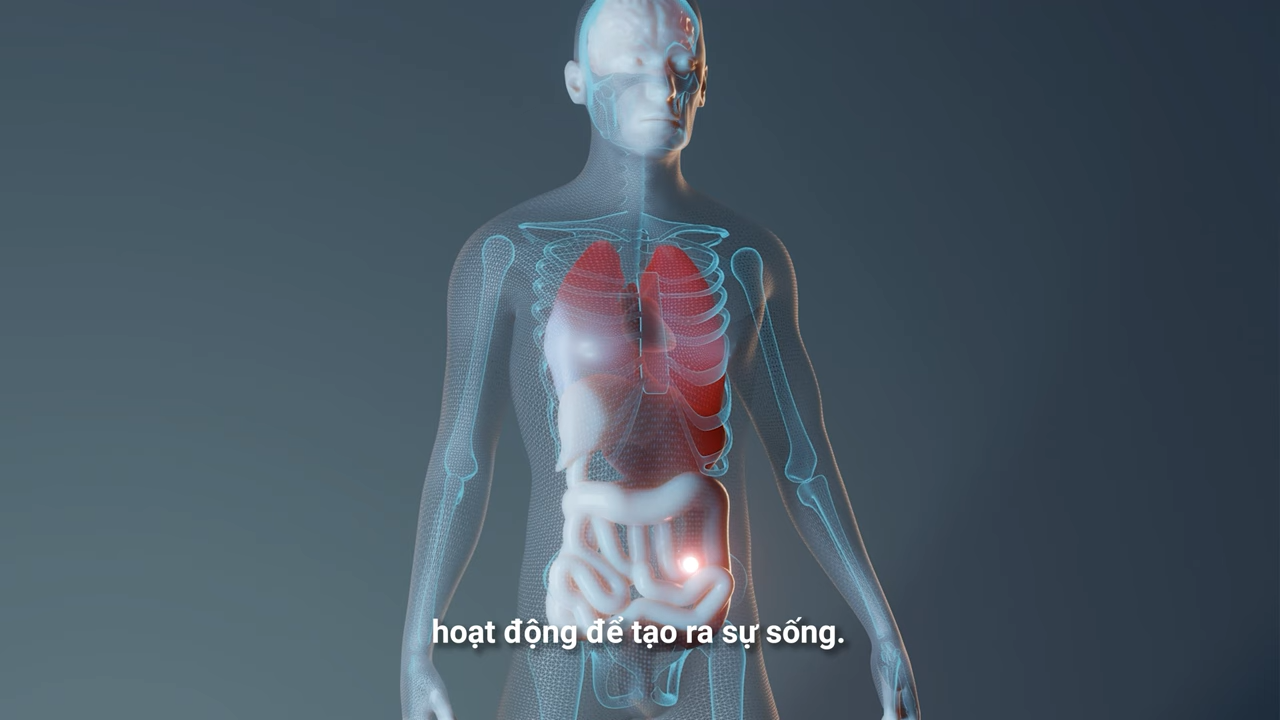 hoạt động để tạo ra sự sống.